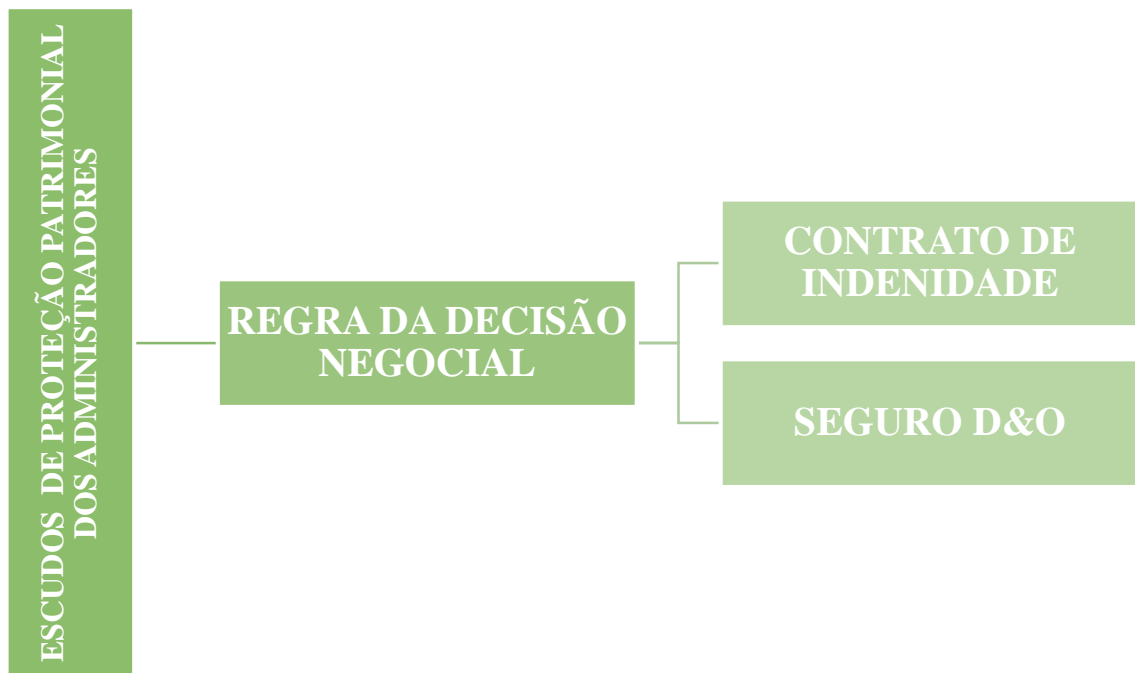 ESCUDOS DE PROTEÇÃO PATRIMONIAL
DOS ADMINISTRADORES
REGRA DA DECISÃO
NEGOCIAL
CONTRATO DE
INDENIDADE
SEGURO D&O